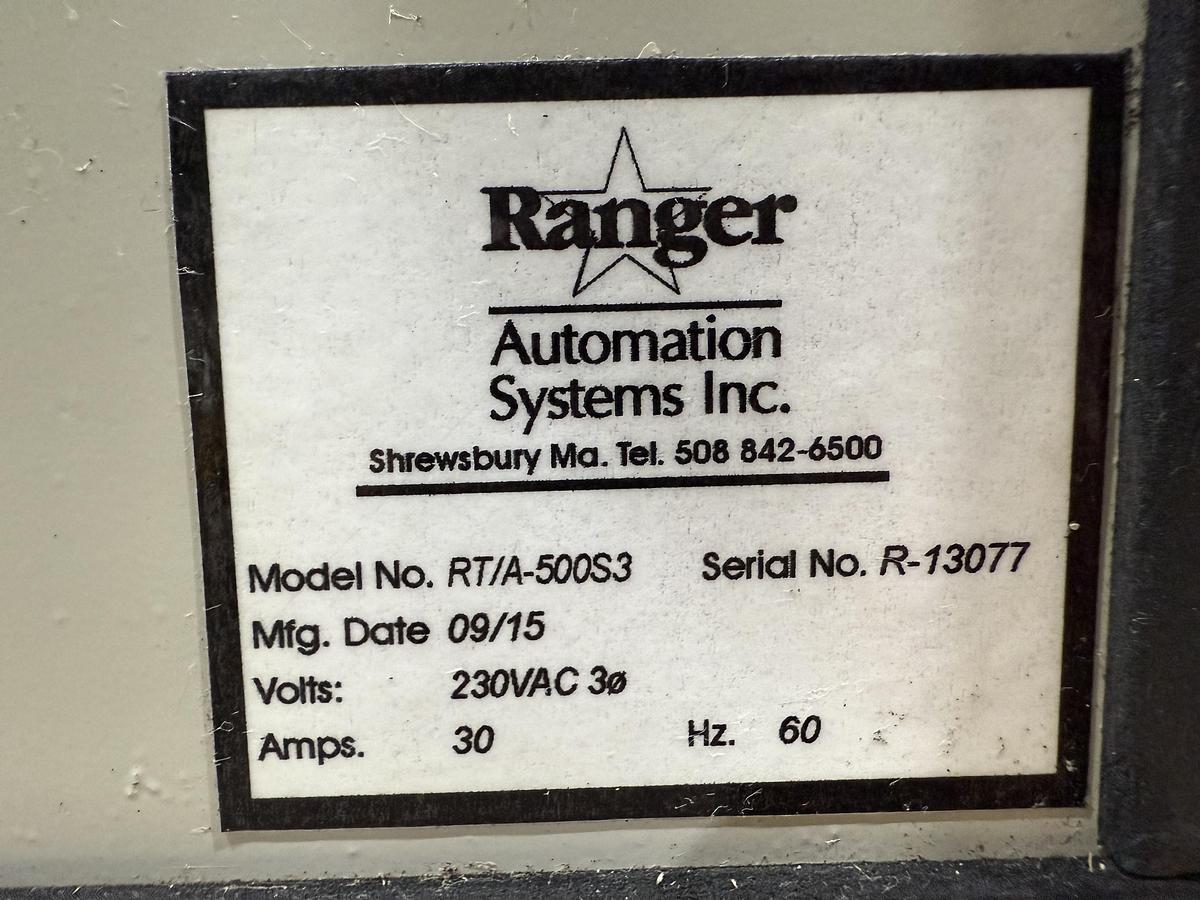 Ranger
Automation
Systems Inc.
Shrewsbury Ma. Tel. 508 842-6500
Model No. RT/A-500S3 Serial No. R-13077
Mfg. Date 09/15
Volts: 230VAC 3ø
Amps. 30 Hz. 60